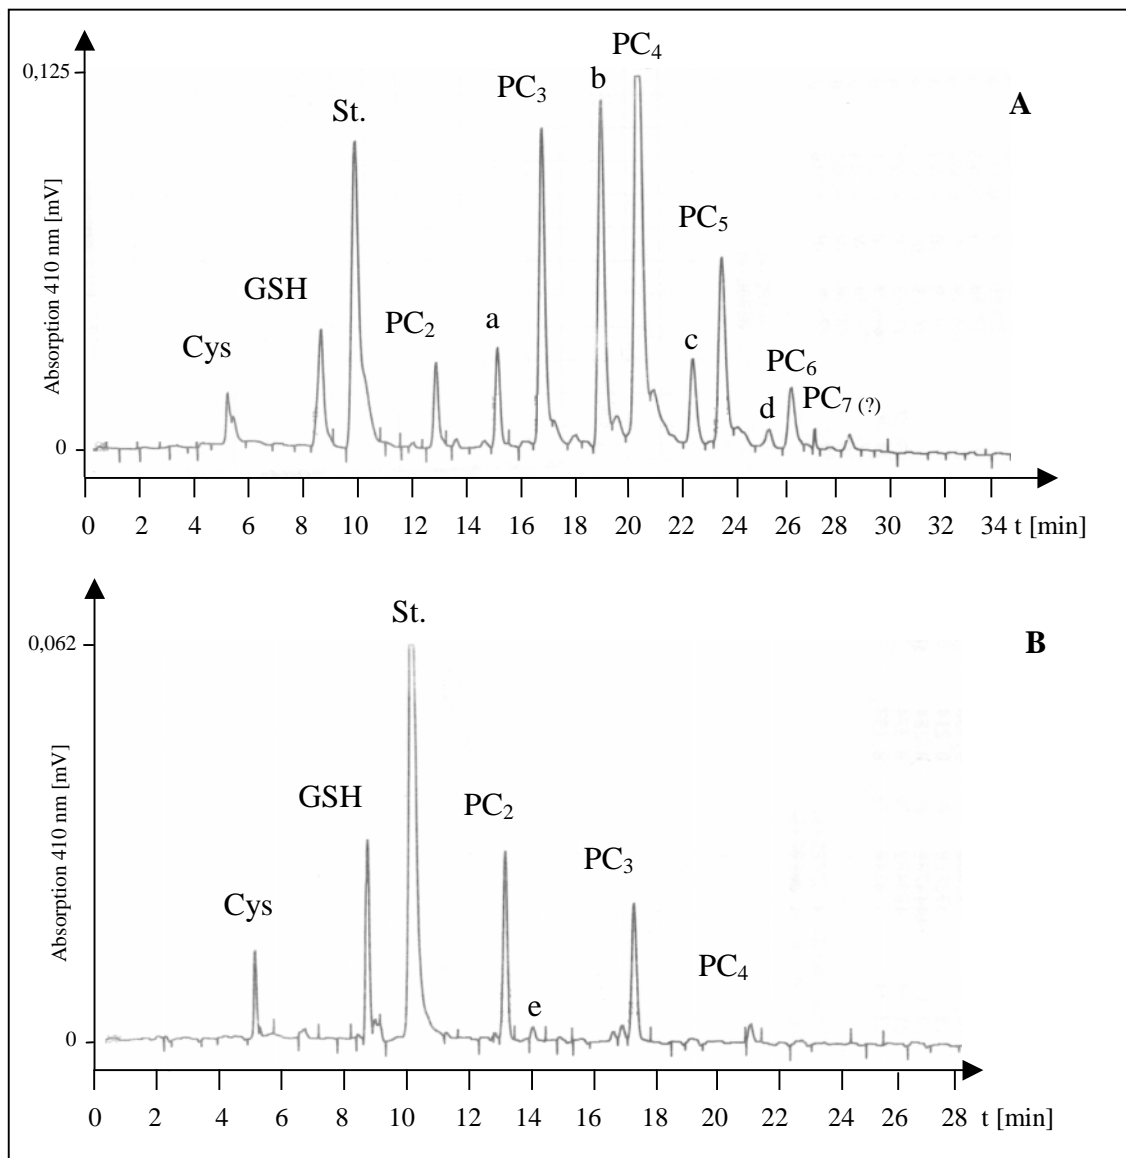 PC₄
0,125
b
PC₃
A
St.
PC₅
GSH
a
PC₂
c
Cys
PC₆
d
PC₇ (?)
Absorption 410 nm [mV]
0
0 2 4 6 8 10 12 14 16 18 20 22 24 26 28 30 32 34 t [min]
St.
0,062
B
GSH
PC₂
PC₃
Cys
PC₄
e
Absorption 410 nm [mV]
0
0 2 4 6 8 10 12 14 16 18 20 22 24 26 28 t [min]